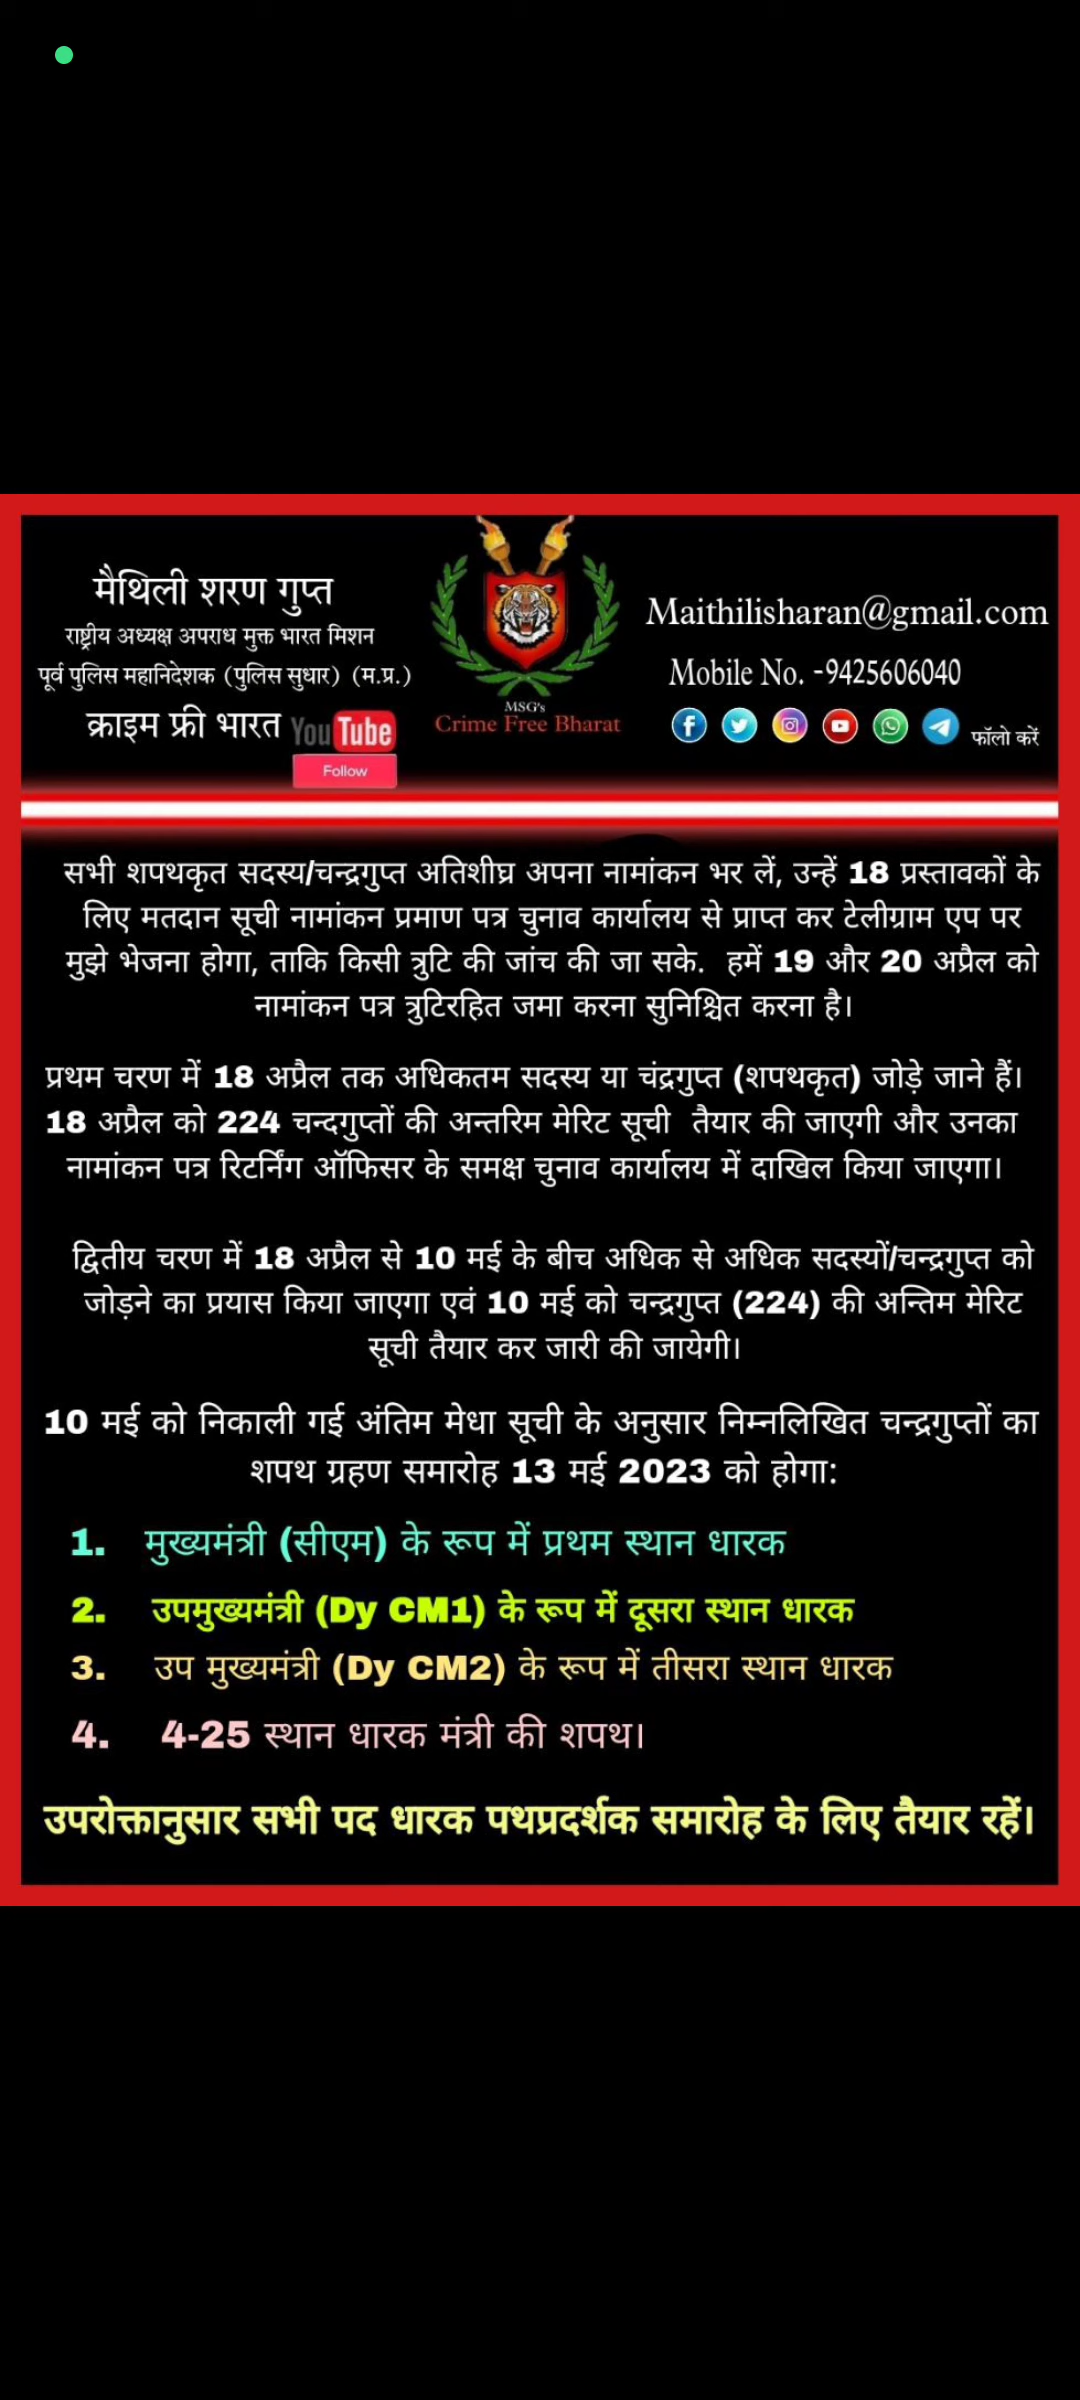 मैथिली शरण गुप्त
राष्ट्रीय अध्यक्ष अपराध मुक्त भारत मिशन
पूर्व पुलिस महानिदेशक (पुलिस सुधार) (म.प्र.)
क्राइम फ्री भारत YouTube
Follow
MSG's
Crime Free Bharat
Maithilisharan@gmail.com
Mobile No. -9425606040
फॉलो करें
सभी शपथकृत सदस्य/चन्द्रगुप्त अतिशीघ्र अपना नामांकन भर लें, उन्हें 18 प्रस्तावकों के
लिए मतदान सूची नामांकन प्रमाण पत्र चुनाव कार्यालय से प्राप्त कर टेलीग्राम एप पर
मुझे भेजना होगा, ताकि किसी त्रुटि की जांच की जा सके. हमें 19 और 20 अप्रैल को
नामांकन पत्र त्रुटिरहित जमा करना सुनिश्चित करना है।
प्रथम चरण में 18 अप्रैल तक अधिकतम सदस्य या चंद्रगुप्त (शपथकृत) जोड़े जाने हैं।
18 अप्रैल को 224 चन्दगुप्तों की अन्तरिम मेरिट सूची तैयार की जाएगी और उनका
नामांकन पत्र रिटर्निंग ऑफिसर के समक्ष चुनाव कार्यालय में दाखिल किया जाएगा।
द्वितीय चरण में 18 अप्रैल से 10 मई के बीच अधिक से अधिक सदस्यों/चन्द्रगुप्त को
जोड़ने का प्रयास किया जाएगा एवं 10 मई को चन्द्रगुप्त (224) की अन्तिम मेरिट
सूची तैयार कर जारी की जायेगी।
10 मई को निकाली गई अंतिम मेधा सूची के अनुसार निम्नलिखित चन्द्रगुप्तों का
शपथ ग्रहण समारोह 13 मई 2023 को होगा:
1. मुख्यमंत्री (सीएम) के रूप में प्रथम स्थान धारक
2. उपमुख्यमंत्री (Dy CM1) के रूप में दूसरा स्थान धारक
3. उप मुख्यमंत्री (Dy CM2) के रूप में तीसरा स्थान धारक
4. 4-25 स्थान धारक मंत्री की शपथ।
उपरोक्तानुसार सभी पद धारक पथप्रदर्शक समारोह के लिए तैयार रहें।